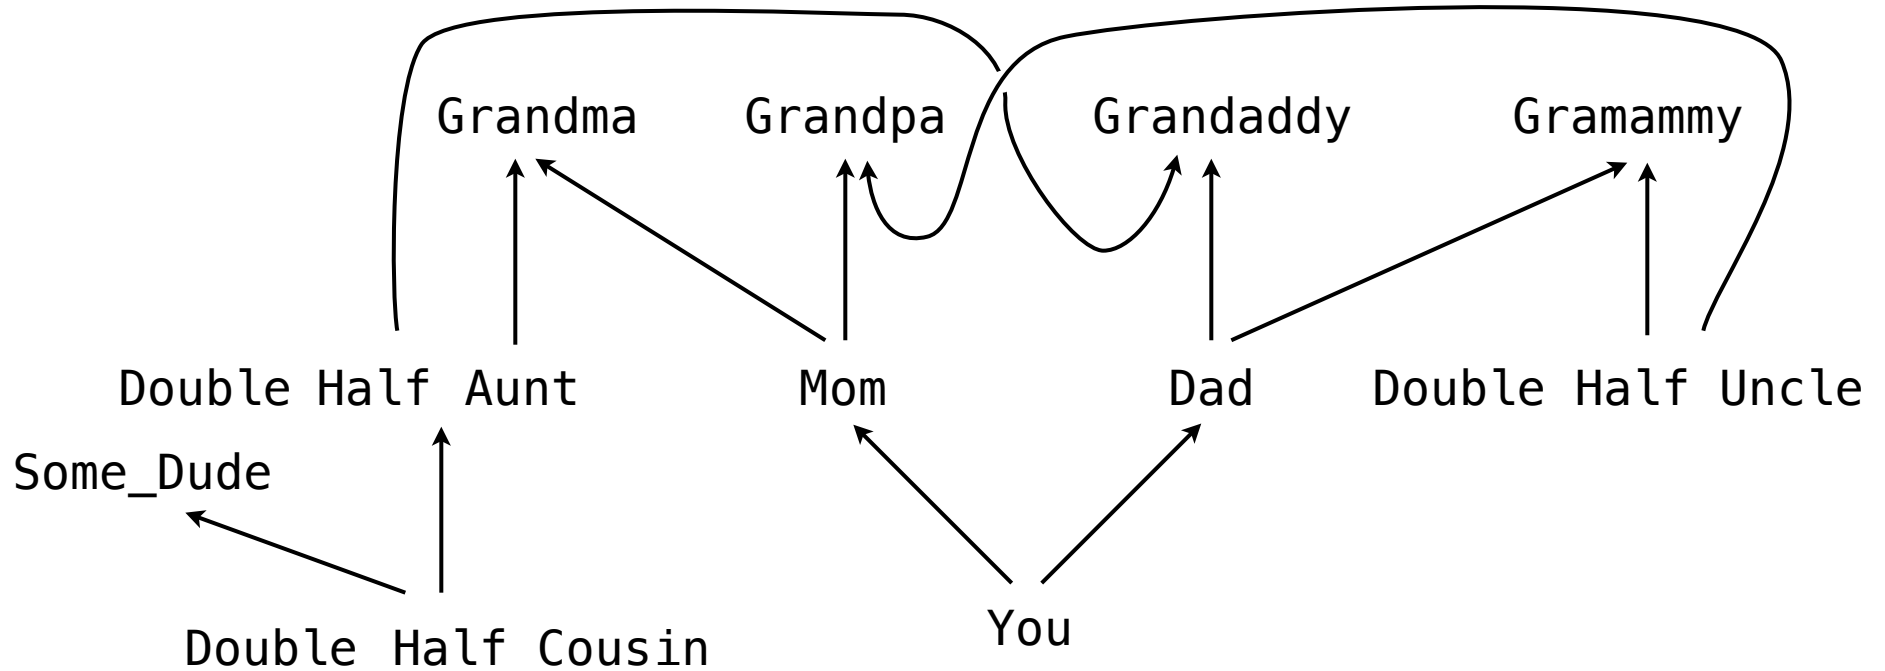 Grandma Grandpa Grandaddy Gramammy
Double Half Aunt Mom Dad Double Half Uncle
Some_Dude
Double Half Cousin You